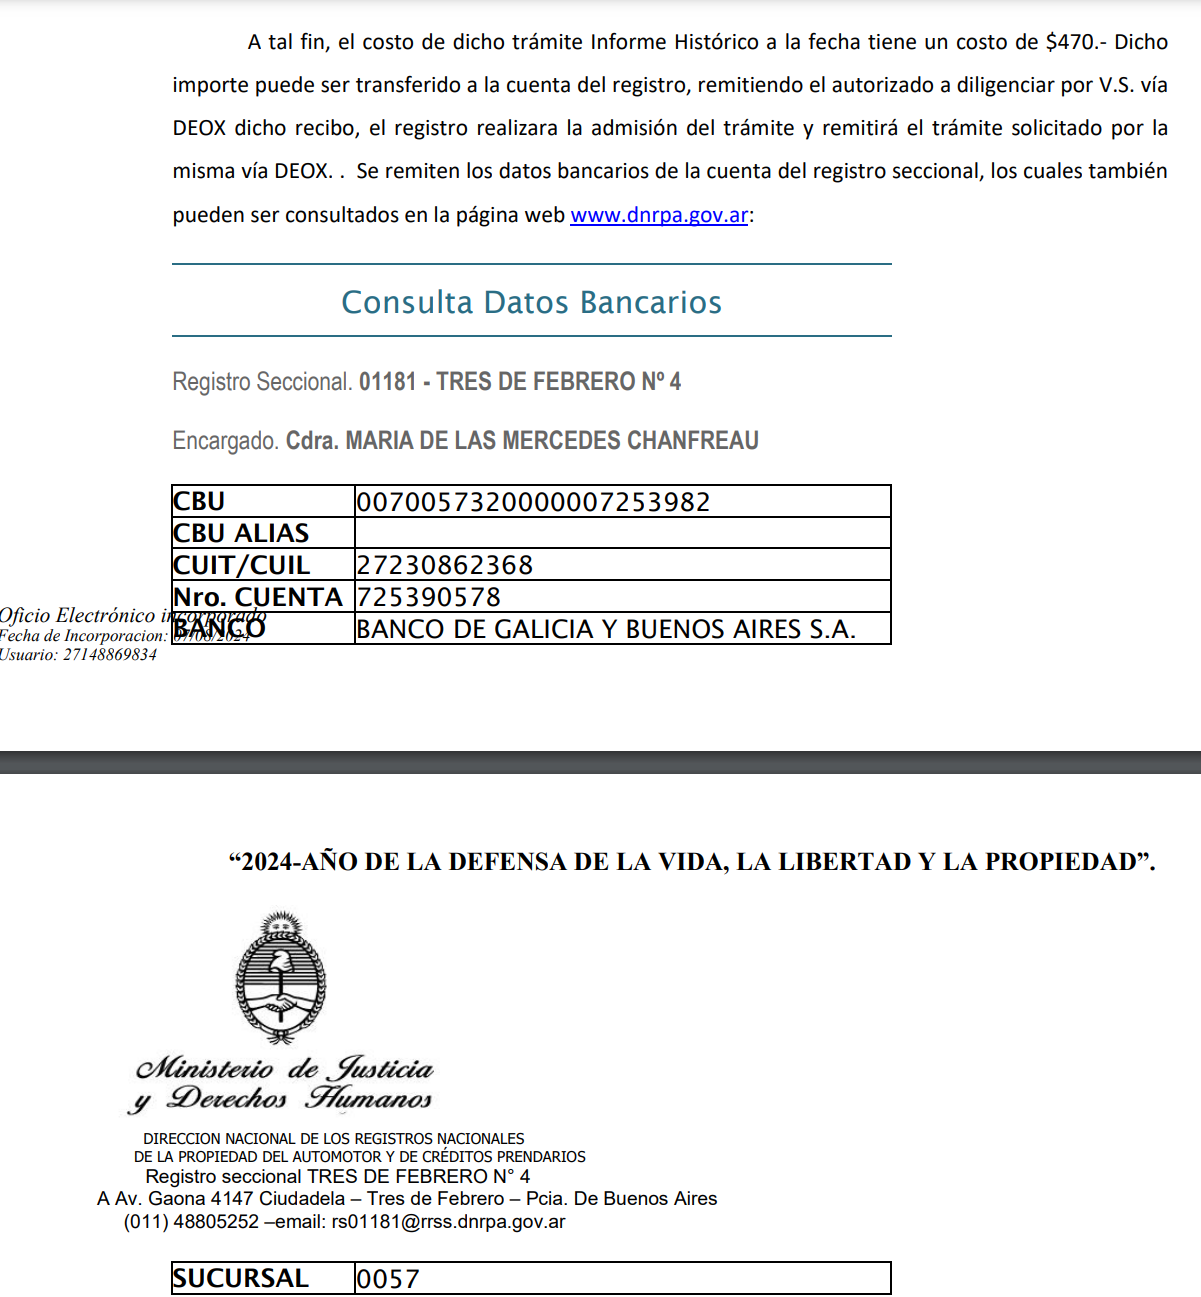 A tal fin, el costo de dicho trámite Informe Histórico a la fecha tiene un costo de $470.- Dicho
importe puede ser transferido a la cuenta del registro, remitiendo el autorizado a diligenciar por V.S. vía
DEOX dicho recibo, el registro realizara la admisión del trámite y remitirá el trámite solicitado por la
misma vía DEOX. .  Se remiten los datos bancarios de la cuenta del registro seccional, los cuales también
pueden ser consultados en la página web www.dnrpa.gov.ar:
Consulta Datos Bancarios
Registro Seccional. 01181 - TRES DE FEBRERO Nº 4
Encargado. Cdra. MARIA DE LAS MERCEDES CHANFREAU
CBU 0070057320000007253982
CBU ALIAS
CUIT/CUIL 27230862368
Nro. CUENTA 725390578
BANCO BANCO DE GALICIA Y BUENOS AIRES S.A.
Oficio Electrónico incorporado
Fecha de Incorporacion: 07/08/2024
Usuario: 27148869834
“2024-AÑO DE LA DEFENSA DE LA VIDA, LA LIBERTAD Y LA PROPIEDAD”.
Ministerio de Justicia
y Derechos Humanos
DIRECCION NACIONAL DE LOS REGISTROS NACIONALES
DE LA PROPIEDAD DEL AUTOMOTOR Y DE CRÉDITOS PRENDARIOS
Registro seccional TRES DE FEBRERO N° 4
A Av. Gaona 4147 Ciudadela – Tres de Febrero – Pcia. De Buenos Aires
(011) 48805252 –email: rs01181@rrss.dnrpa.gov.ar
SUCURSAL 0057